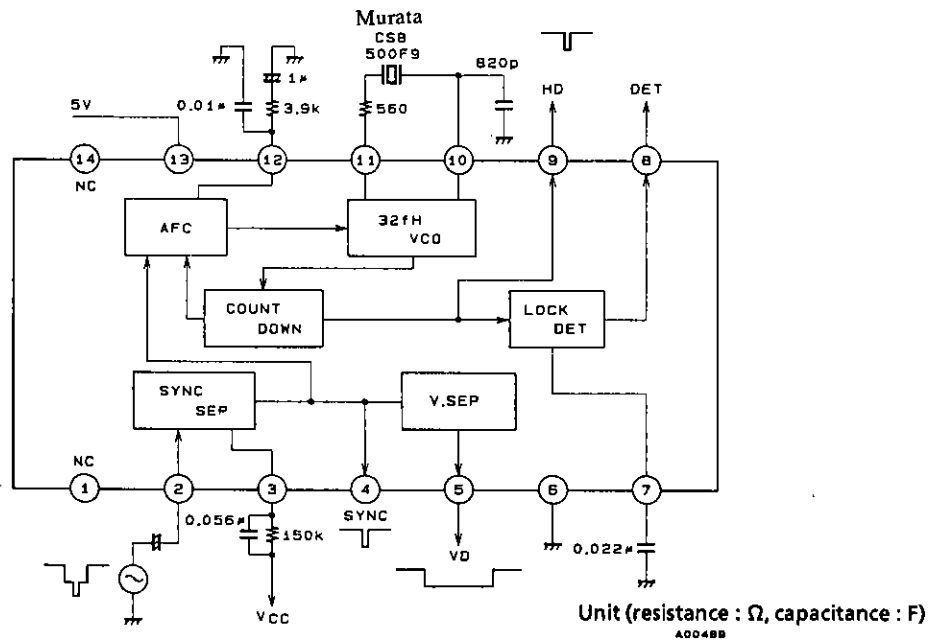 Murata
CSB
500F9
1μ
820p
HD
DET
5V
0.01μ
3.9k
560
14
13
12
11
10
9
8
NC
AFC
32fH
VCO
COUNT
DOWN
LOCK
DET
SYNC
SEP
V.SEP
NC
1
2
3
4
5
6
7
SYNC
0.056μ
150k
VD
0.022μ
VCC
Unit (resistance : Ω, capacitance : F)
A00488